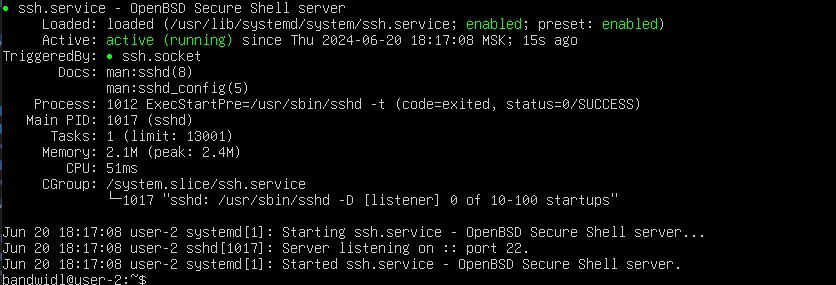 ● ssh.service - OpenBSD Secure Shell server
Loaded: loaded (/usr/lib/systemd/system/ssh.service; enabled; preset: enabled)
Active: active (running) since Thu 2024-06-20 18:17:08 MSK; 15s ago
TriggeredBy: ● ssh.socket
Docs: man:sshd(8)
man:sshd_config(5)
Process: 1012 ExecStartPre=/usr/sbin/sshd -t (code=exited, status=0/SUCCESS)
Main PID: 1017 (sshd)
Tasks: 1 (limit: 13001)
Memory: 2.1M (peak: 2.4M)
CPU: 51ms
CGroup: /system.slice/ssh.service
└─1017 "sshd: /usr/sbin/sshd -D [listener] 0 of 10-100 startups"
Jun 20 18:17:08 user-2 systemd[1]: Starting ssh.service - OpenBSD Secure Shell server...
Jun 20 18:17:08 user-2 sshd[1017]: Server listening on :: port 22.
Jun 20 18:17:08 user-2 systemd[1]: Started ssh.service - OpenBSD Secure Shell server.
bandwidl@user-2:~$